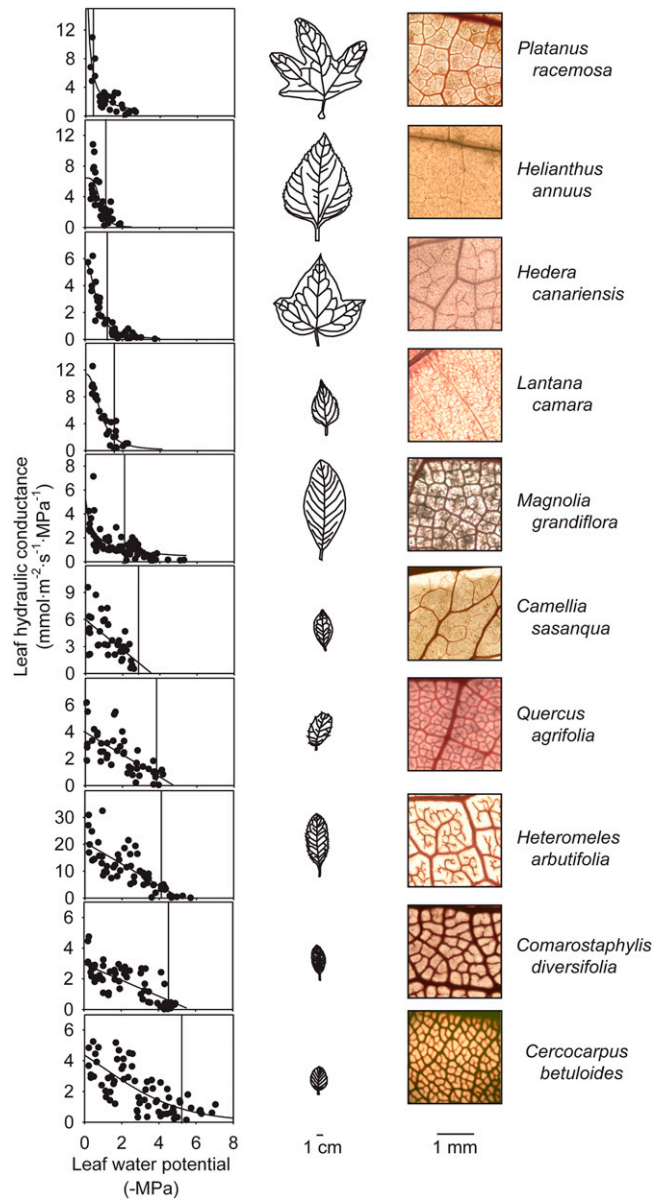 12
8
4
0
Platanus
racemosa
12
8
4
0
Helianthus
annuus
6
4
2
0
Hedera
canariensis
12
8
4
0
Lantana
camara
8
6
4
2
0
Magnolia
grandiflora
9
6
3
0
Camellia
sasanqua
6
4
2
0
Quercus
agrifolia
30
20
10
0
Heteromeles
arbutifolia
6
4
2
0
Comarostaphylis
diversifolia
6
4
2
0
Cercocarpus
betuloides
Leaf hydraulic conductance
(mmol·m⁻²·s⁻¹·MPa⁻¹)
0 2 4 6 8
Leaf water potential
(-MPa)
1 cm
1 mm